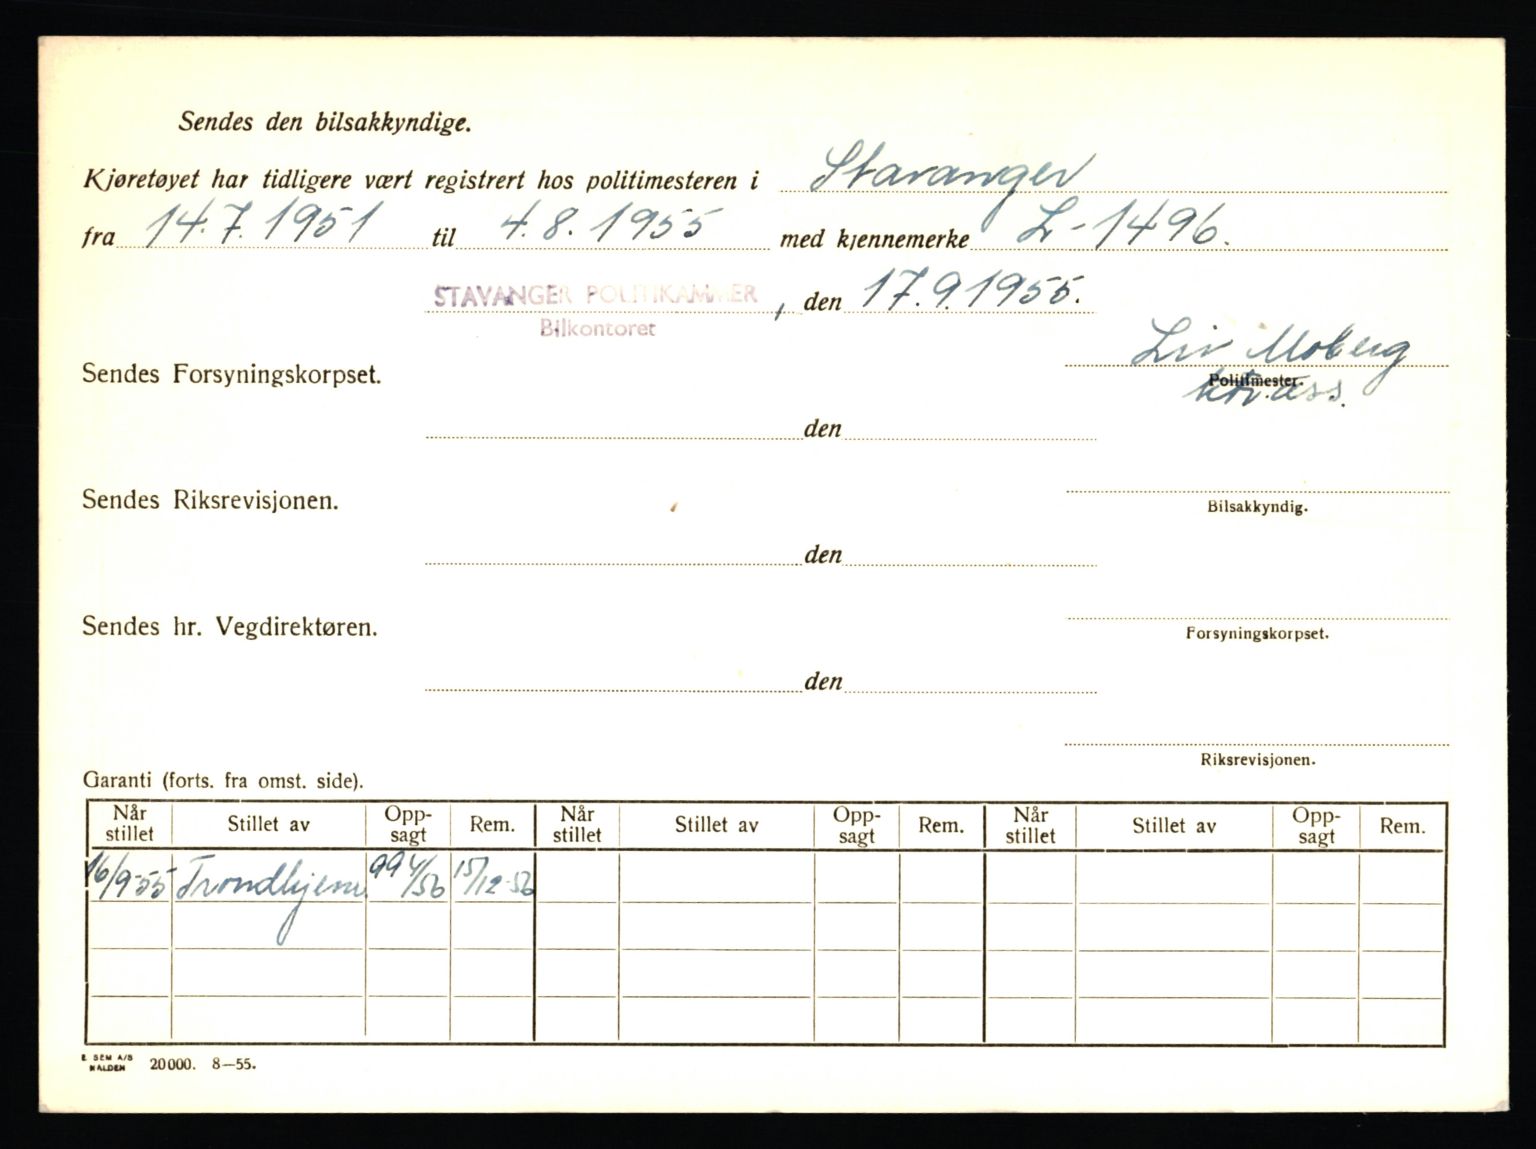 Sendes den bilsakkyndige.
Kjøretøyet har tidligere vært registrert hos politimesteren i Stavanger
fra 14.7.1951 til 4.8.1955 med kjennemerke L-1496.
STAVANGER POLITIKAMMER, den 17.9.1955.
Bilkontoret
Liv Moberg
Sendes Forsyningskorpset.
Politimester.
ktr.ass.
den
Sendes Riksrevisjonen.
Bilsakkyndig.
den
Sendes hr. Vegdirektøren.
Forsyningskorpset.
den
Riksrevisjonen.
Garanti (forts. fra omst. side).
Når stillet Stillet av Opp-sagt Rem. Når stillet Stillet av Opp-sagt Rem. Når stillet Stillet av Opp-sagt Rem.
16/9-55 Trondhjem 15/12-56
E. SEM A/S
HALDEN
20000. 8—55.